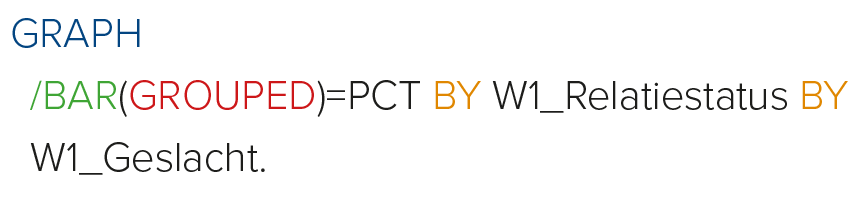 GRAPH
/BAR(GROUPED)=PCT BY W1_Relatiestatus BY
W1_Geslacht.